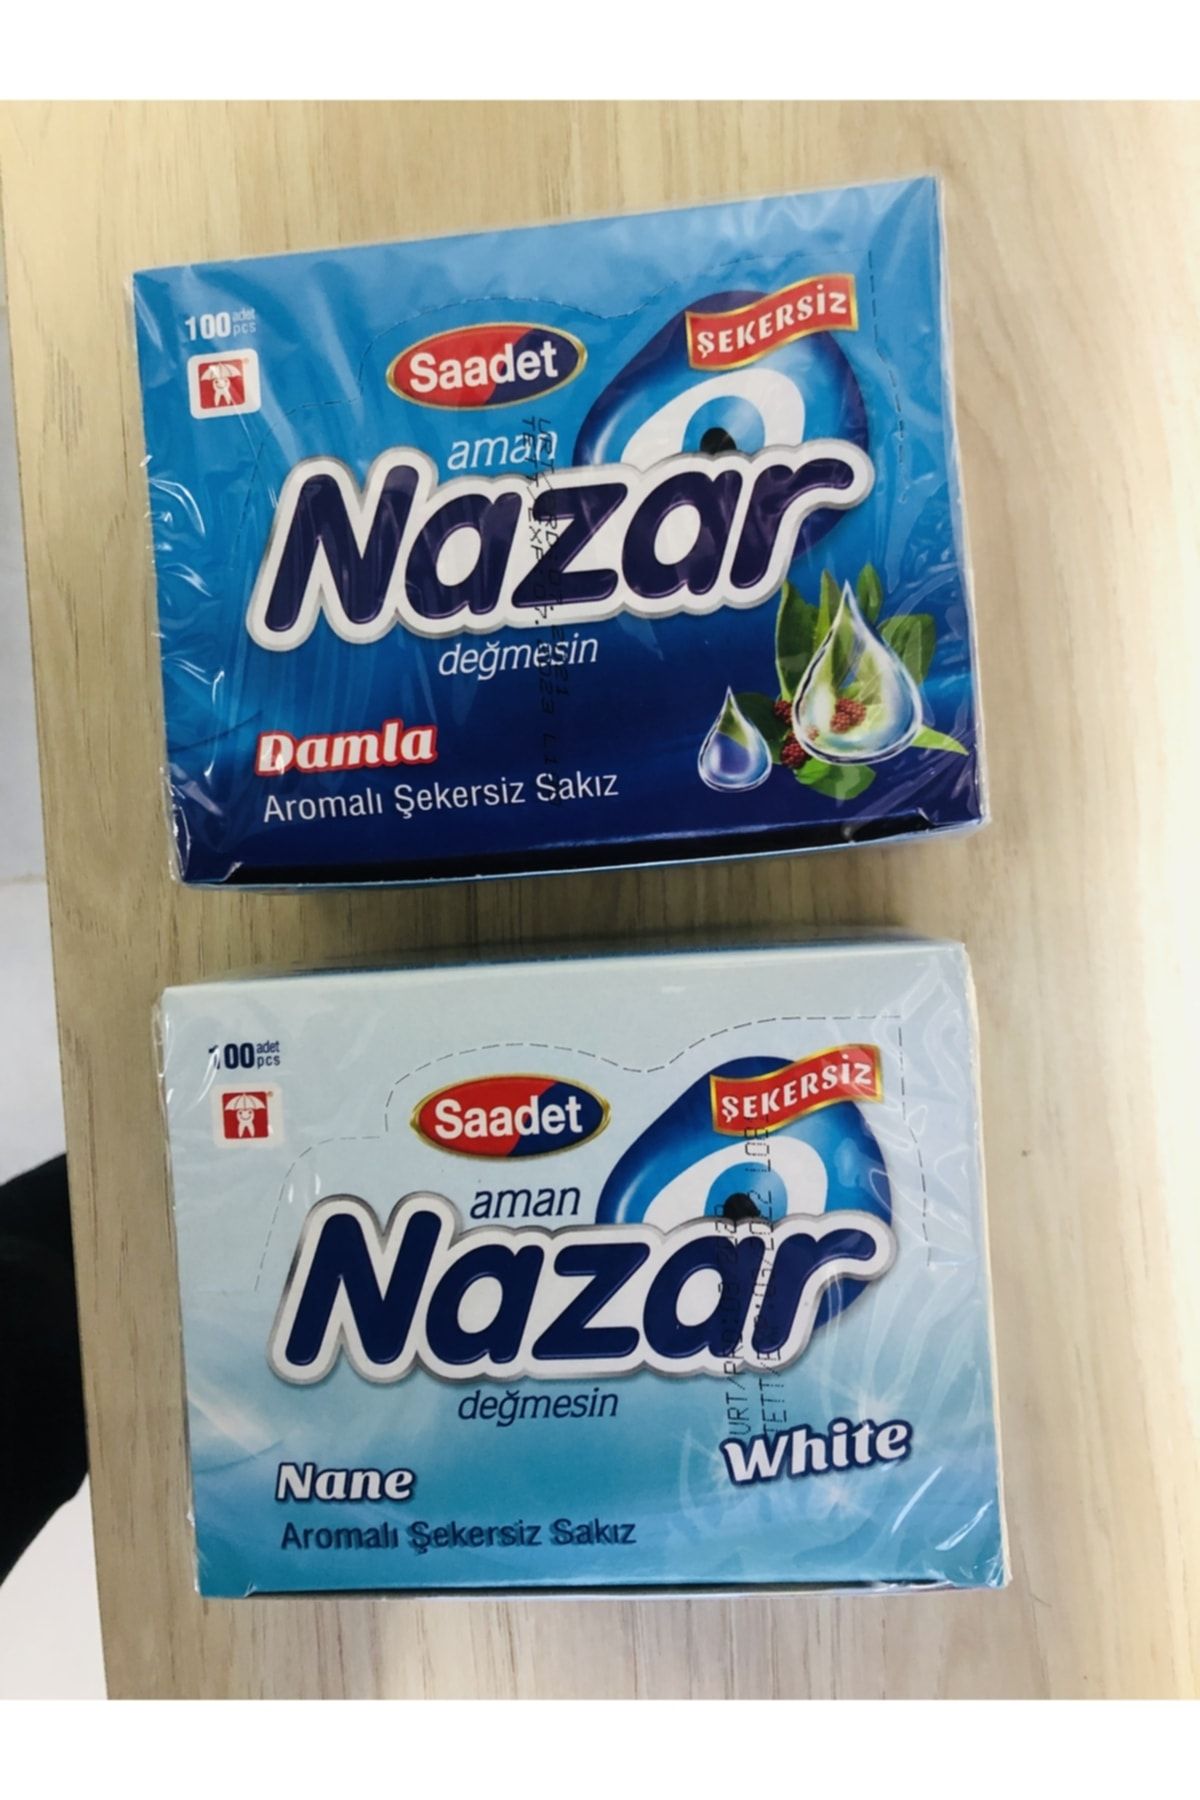 100 adet
pcs
Saadet
ŞEKERSİZ
aman
Nazar
değmesin
Damla
Aromalı Şekersiz Sakız
100 adet
pcs
Saadet
ŞEKERSİZ
aman
Nazar
değmesin
White
Nane
Aromalı Şekersiz Sakız